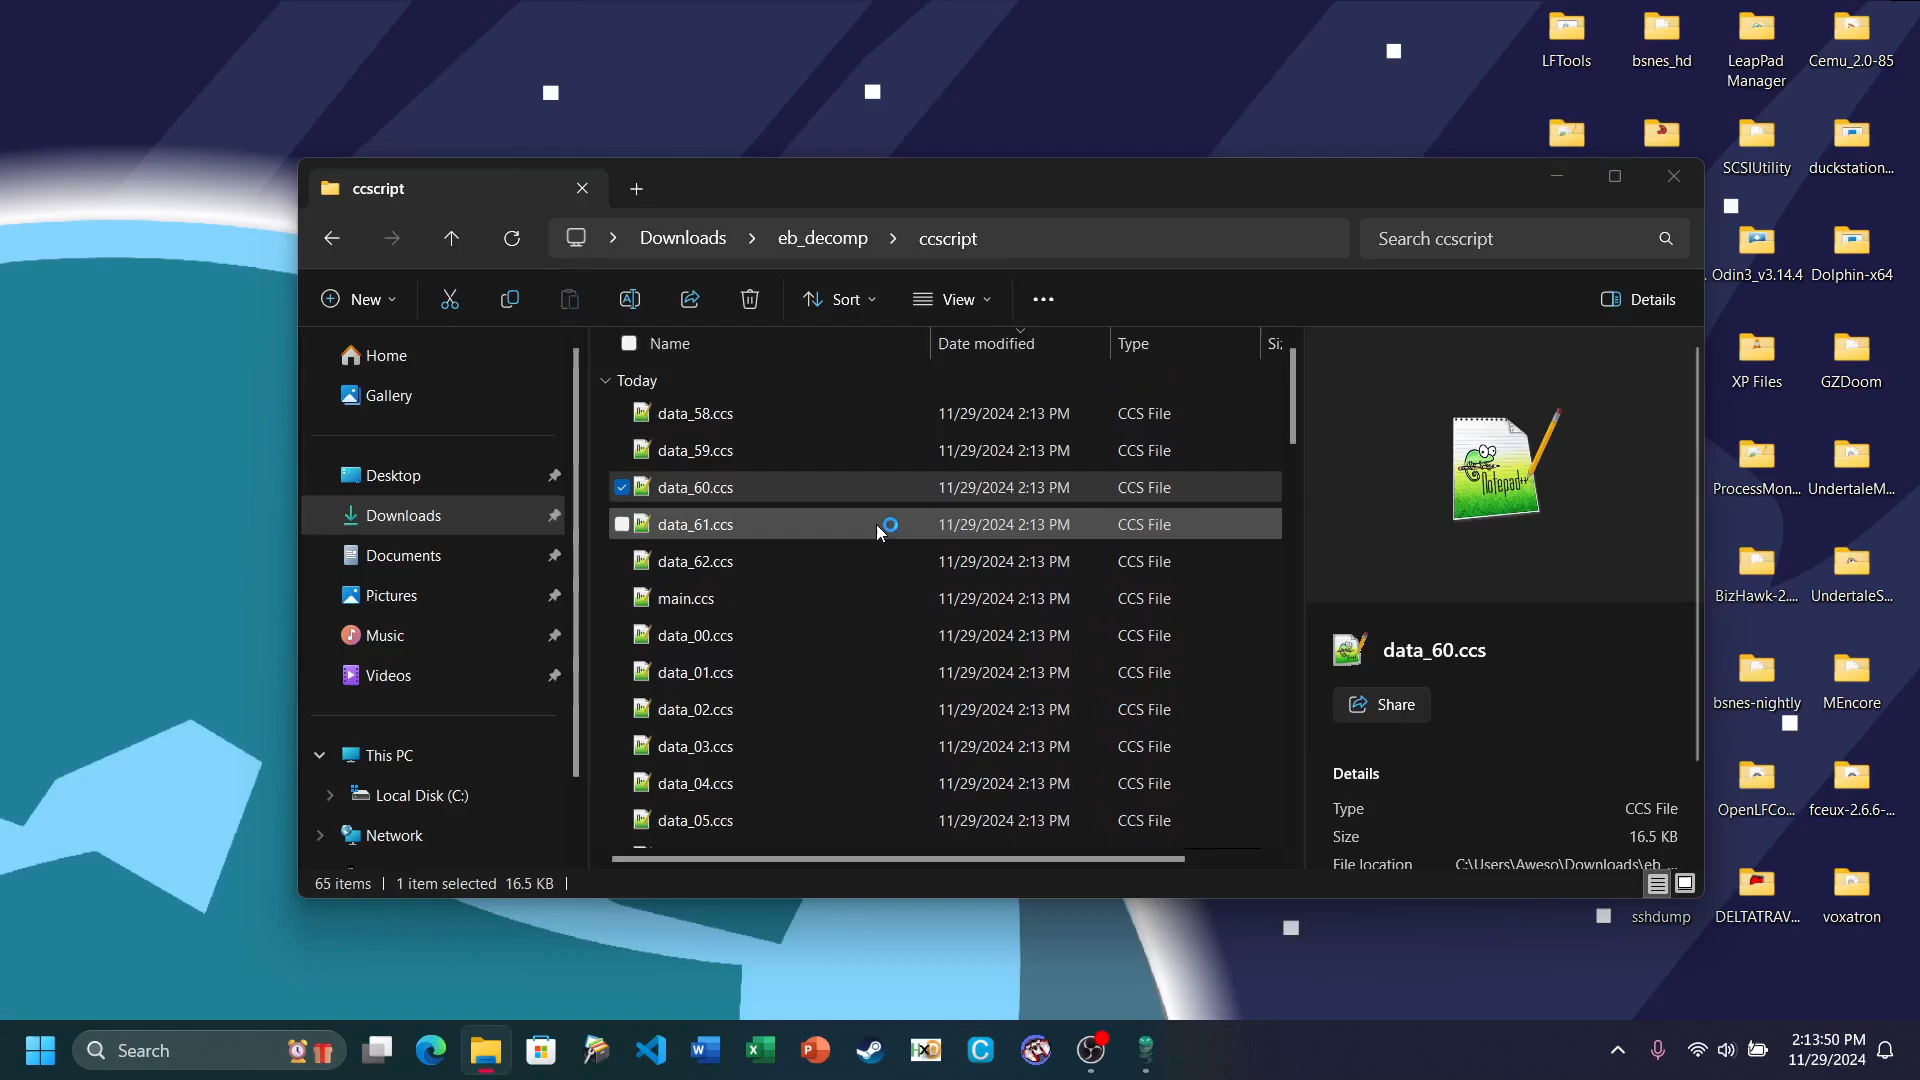 LFTools
bsnes_hd
LeapPad
Manager
Cemu_2.0-85
SCSIUtility
duckstation...
Odin3_v3.14.4
Dolphin-x64
XP Files
GZDoom
ProcessMon...
UndertaleM...
BizHawk-2....
UndertaleS...
bsnes-nightly
MEncore
OpenLFCo...
fceux-2.6.6-...
sshdump
DELTATRAV...
voxatron
ccscript
Downloads
eb_decomp
ccscript
Search ccscript
New
Sort
View
Details
Home
Gallery
Desktop
Downloads
Documents
Pictures
Music
Videos
This PC
Local Disk (C:)
Network
Name Date modified Type
Today
data_58.ccs 11/29/2024 2:13 PM CCS File
data_59.ccs 11/29/2024 2:13 PM CCS File
data_60.ccs 11/29/2024 2:13 PM CCS File
data_61.ccs 11/29/2024 2:13 PM CCS File
data_62.ccs 11/29/2024 2:13 PM CCS File
main.ccs 11/29/2024 2:13 PM CCS File
data_00.ccs 11/29/2024 2:13 PM CCS File
data_01.ccs 11/29/2024 2:13 PM CCS File
data_02.ccs 11/29/2024 2:13 PM CCS File
data_03.ccs 11/29/2024 2:13 PM CCS File
data_04.ccs 11/29/2024 2:13 PM CCS File
data_05.ccs 11/29/2024 2:13 PM CCS File
Notepad++
data_60.ccs
Share
Details
Type CCS File
Size 16.5 KB
File location C:\Users\Aweso\Downloads\eb_...
65 items
1 item selected 16.5 KB
Search
2:13:50 PM
11/29/2024